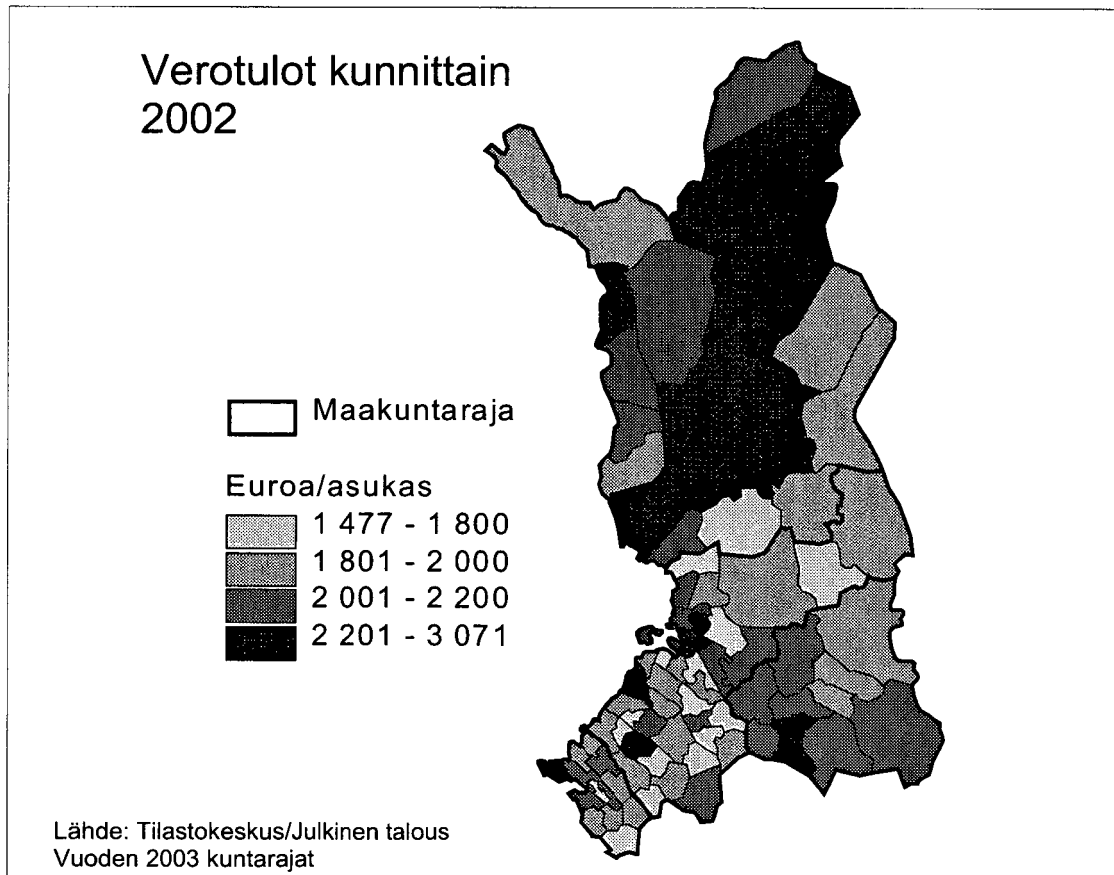 Verotulot kunnittain
2002
Maakuntaraja
Euroa/asukas
1 477 - 1 800
1 801 - 2 000
2 001 - 2 200
2 201 - 3 071
Lähde: Tilastokeskus/Julkinen talous
Vuoden 2003 kuntarajat